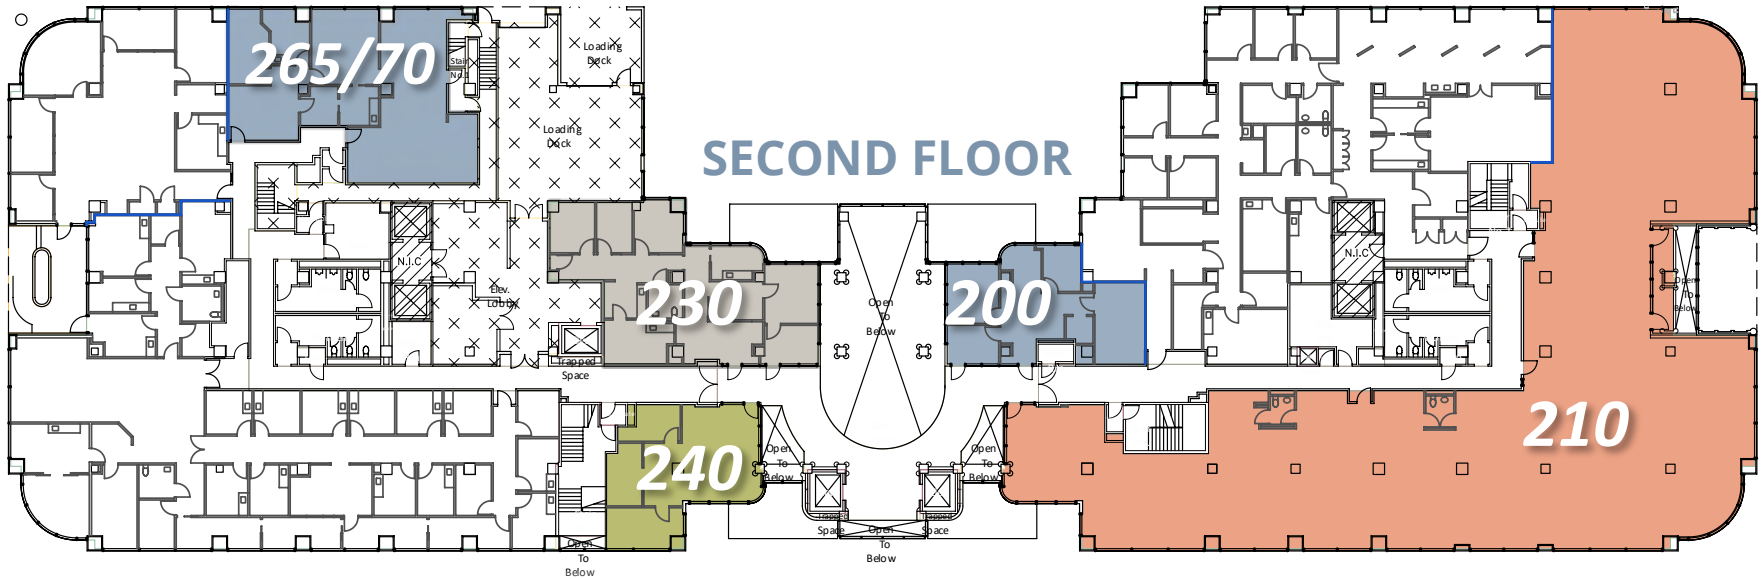 265/70
Stair
No.1
Loading
Dock
Loading
Dock
SECOND FLOOR
N.I.C
Elev.
Lobby
230
Open
To
Below
200
N.I.C
Open
To
Below
Trapped
Space
240
Open
To
Below
Open
To
Below
210
Trapped
Space
Open
To
Below
Trapped
Space
Open
To
Below